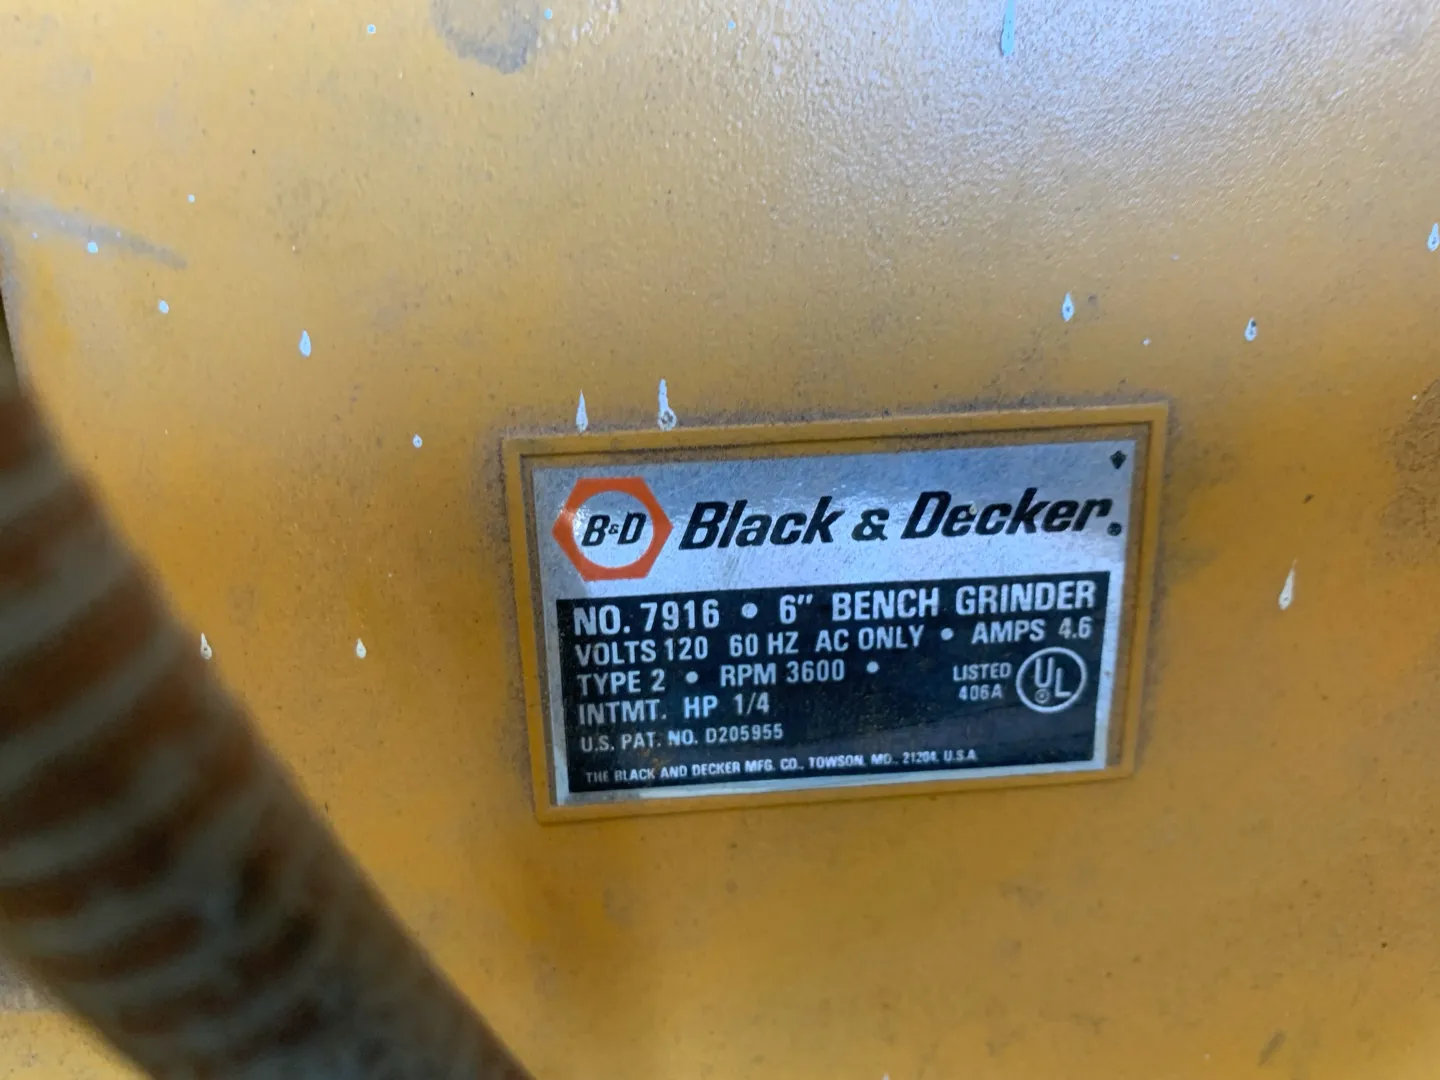 B&D Black & Decker.®
NO. 7916 • 6" BENCH GRINDER
VOLTS 120 60 HZ AC ONLY • AMPS 4.6
TYPE 2 • RPM 3600 •
LISTED
406A
UL
INTMT. HP 1/4
U.S. PAT. NO. D205955
THE BLACK AND DECKER MFG. CO., TOWSON, MD., 21204, U.S.A.